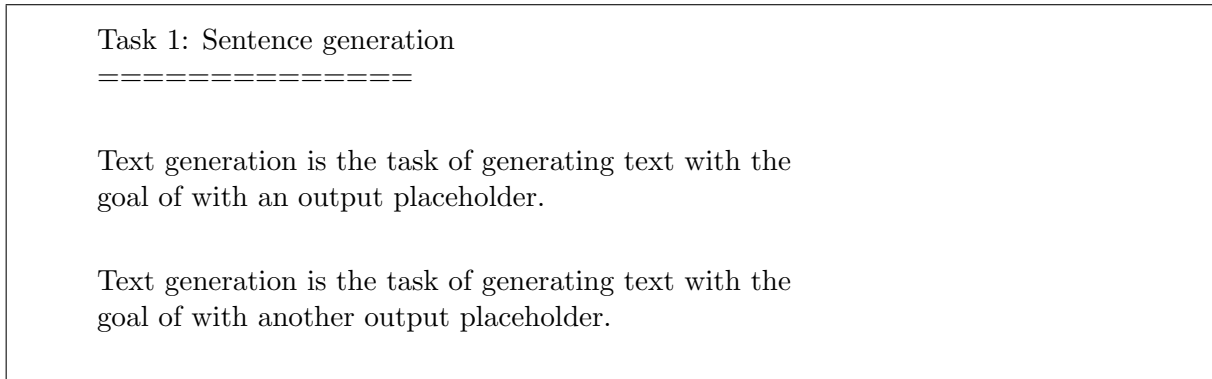 Task 1: Sentence generation
==============
Text generation is the task of generating text with the
goal of with an output placeholder.
Text generation is the task of generating text with the
goal of with another output placeholder.